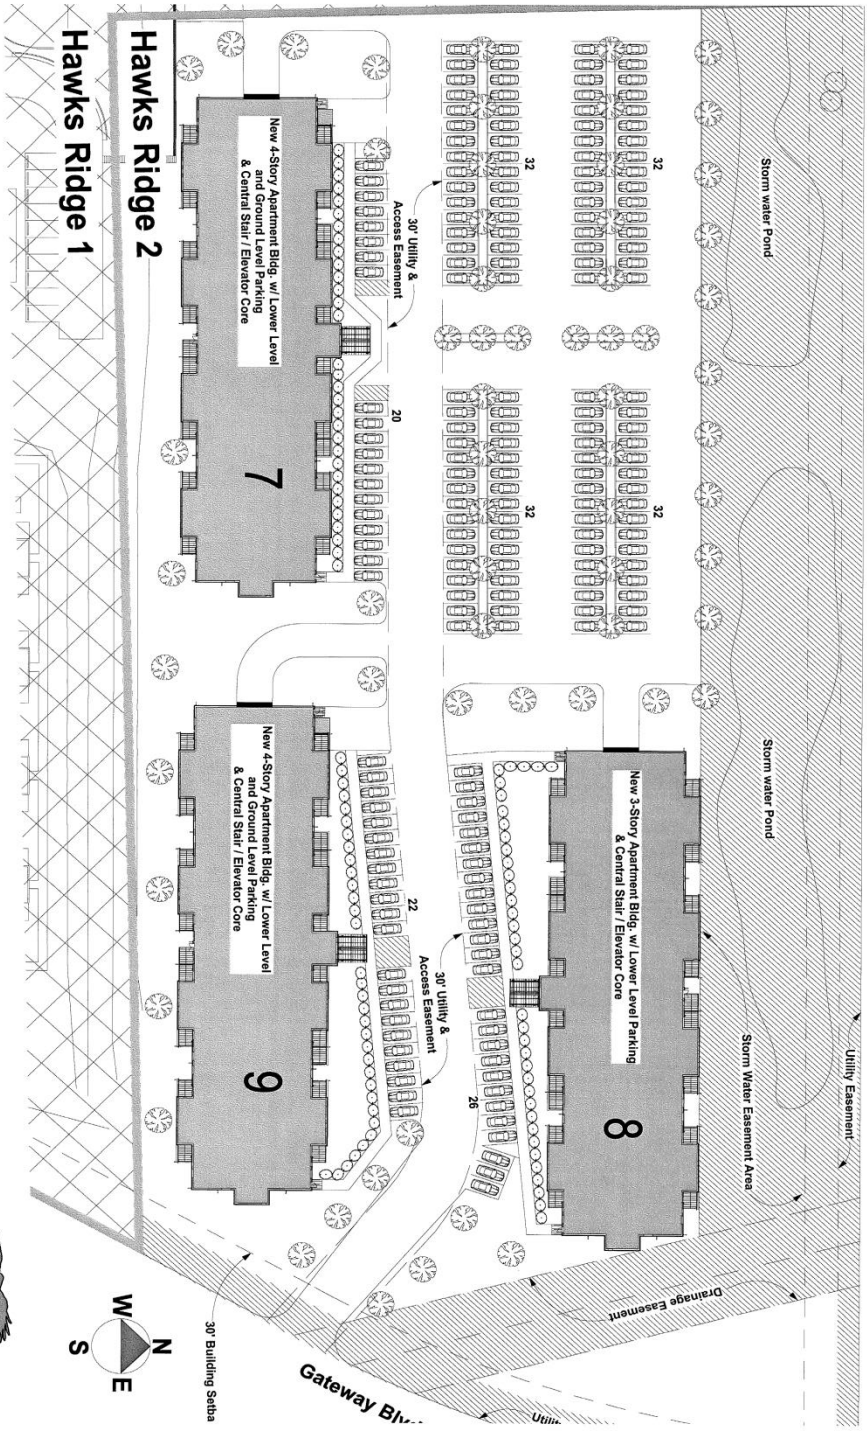 Hawks Ridge 2
Hawks Ridge 1
New 4-Story Apartment Bldg. w/ Lower Level
and Ground Level Parking
& Central Stair / Elevator Core
7
30' Utility &
Access Easement
20
32
32
32
32
Storm water Pond
Storm water Pond
New 4-Story Apartment Bldg. w/ Lower Level
and Ground Level Parking
& Central Stair / Elevator Core
9
22
30' Utility &
Access Easement
26
New 3-Story Apartment Bldg. w/ Lower Level Parking
& Central Stair / Elevator Core
8
Utility Easement
Storm Water Easement Area
Drainage Easement
30' Building Setba
Gateway Blv
Utilit
N
W
E
S